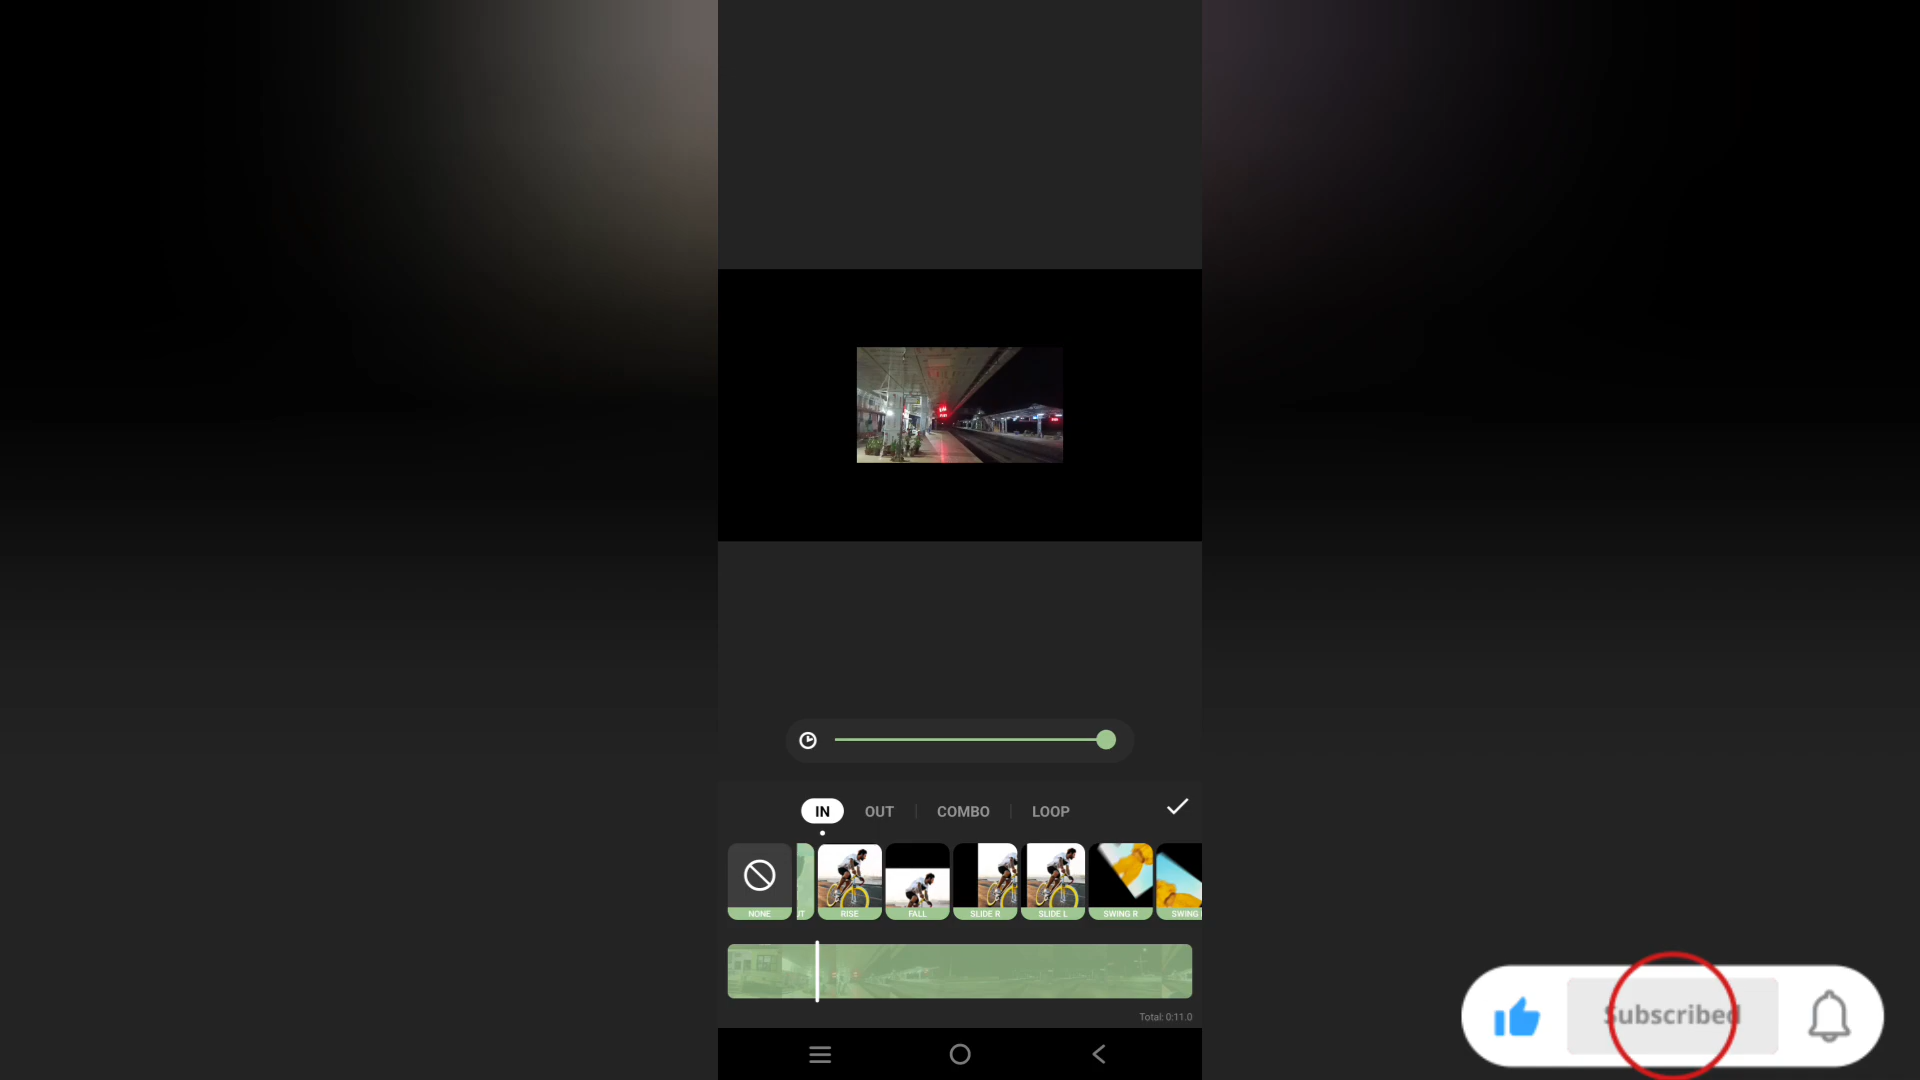 IN OUT COMBO LOOP
NONE RISE FALL SLIDE R SLIDE L SWING R SWING
Total: 0:11.0
Subscribed